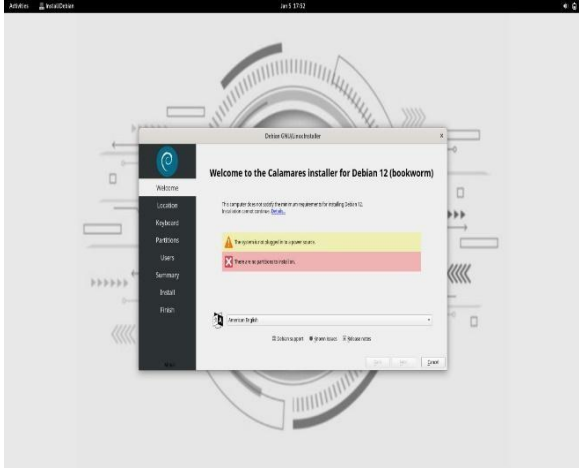 Activities Install Debian Jan 5 17:52
Debian GNU/Linux Installer x
Welcome to the Calamares installer for Debian 12 (bookworm)
Welcome
Location
Keyboard
Partitions
Users
Summary
Install
Finish
This computer does not satisfy the minimum requirements for installing Debian 12.
Installation cannot continue. Details...
The system is not plugged in to a power source.
There are no partitions to install on.
American English
Debian support Known issues Release notes
Cancel